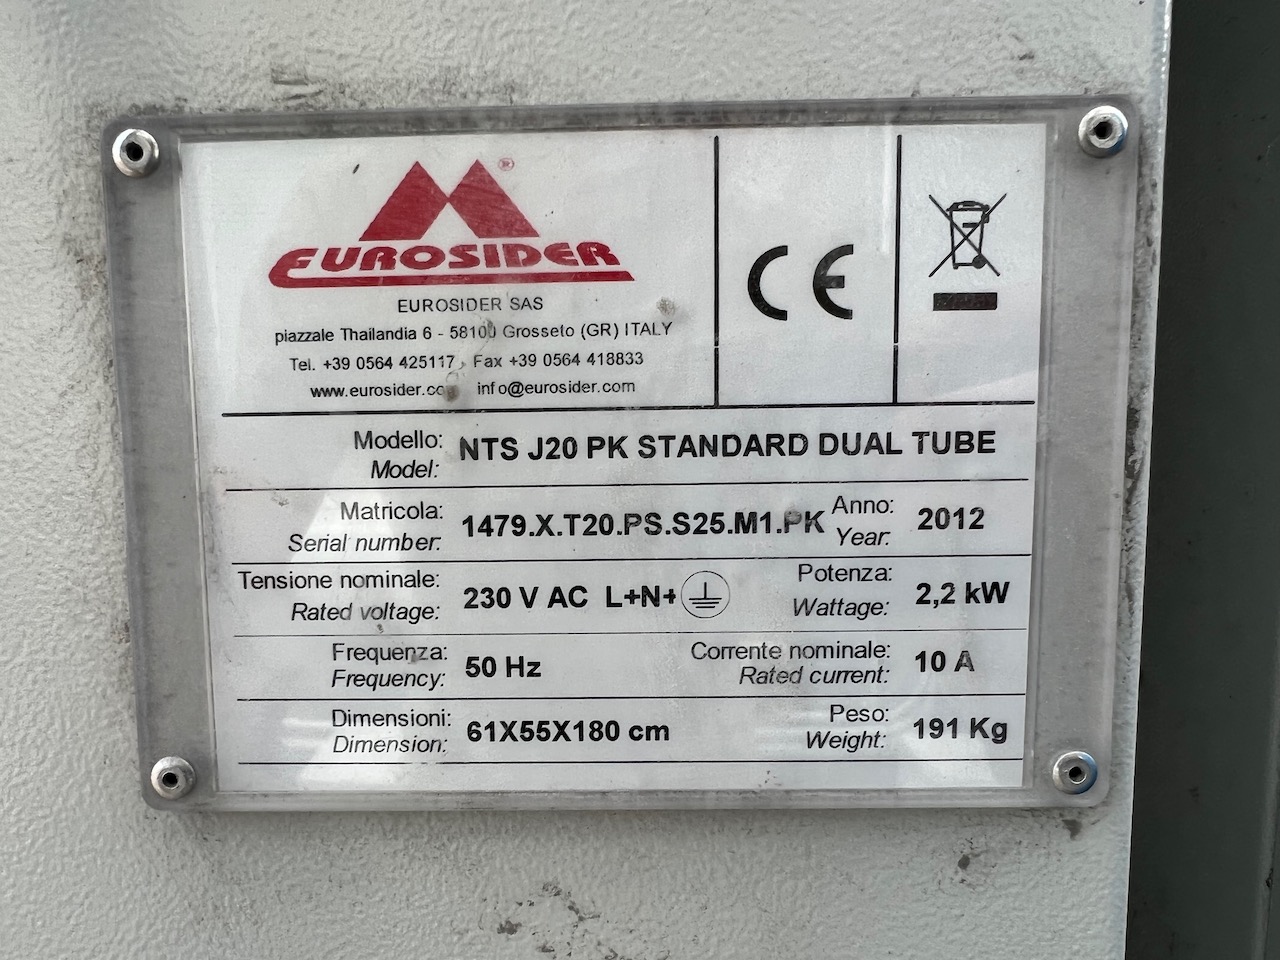 ®
EUROSIDER
EUROSIDER SAS
piazzale Thailandia 6 - 58100 Grosseto (GR) ITALY
Tel. +39 0564 425117 Fax +39 0564 418833
www.eurosider.com info@eurosider.com
CE
Modello: NTS J20 PK STANDARD DUAL TUBE
Model:
Matricola: 1479.X.T20.PS.S25.M1.PK Anno: 2012
Serial number: Year:
Tensione nominale: 230 V AC L+N+ Potenza: 2,2 kW
Rated voltage: Wattage:
Frequenza: 50 Hz Corrente nominale: 10 A
Frequency: Rated current:
Dimensioni: 61X55X180 cm Peso: 191 Kg
Dimension: Weight: